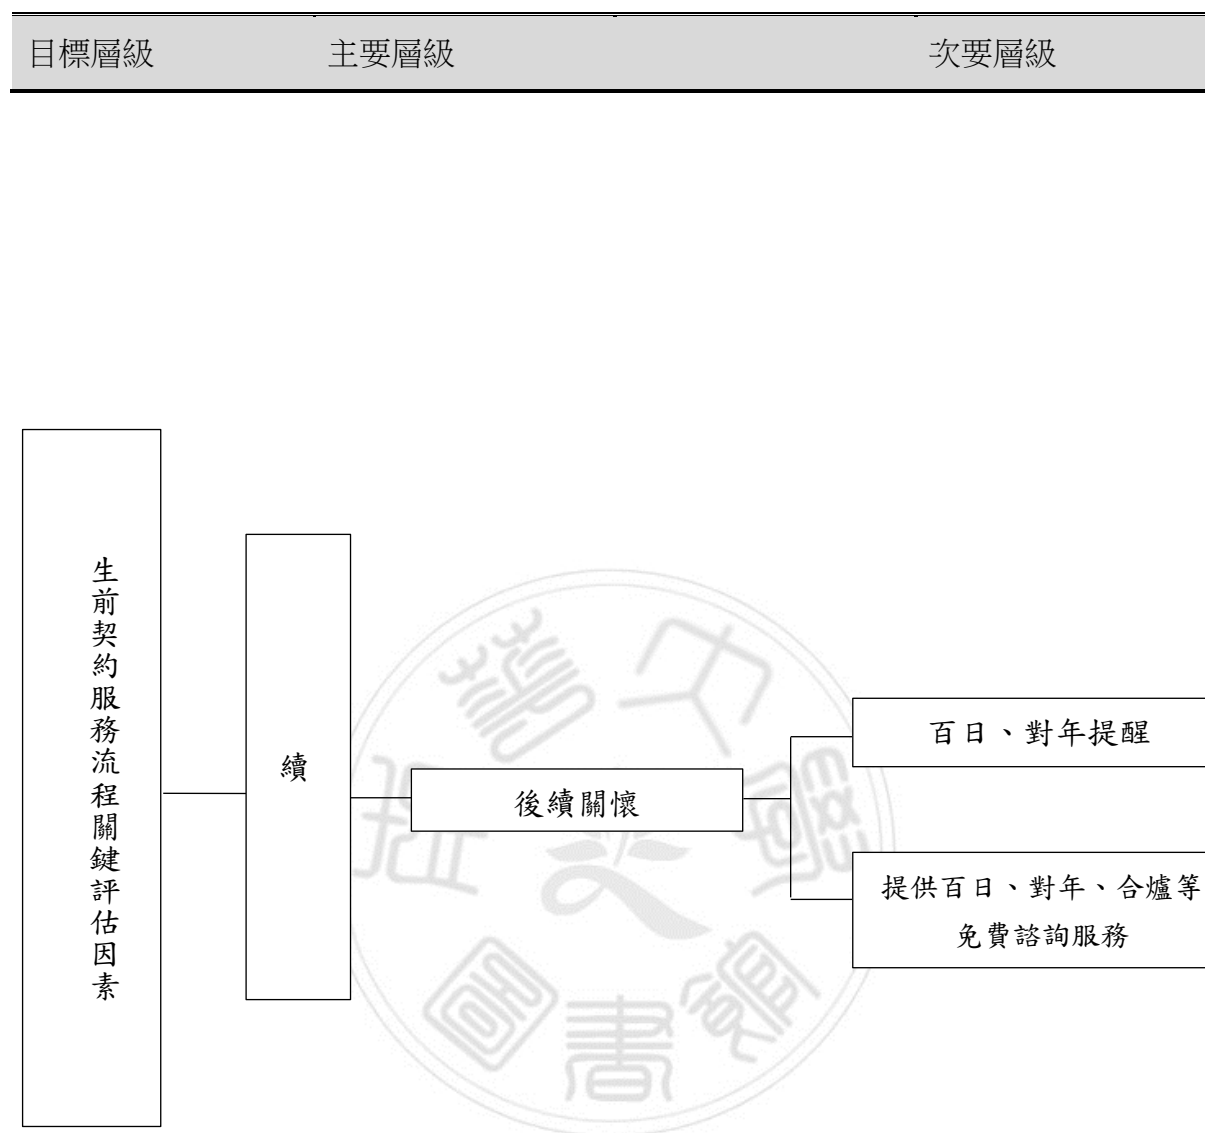 目標層級 主要層級 次要層級
生前契約服務流程關鍵評估因素
續
後續關懷
百日、對年提醒
提供百日、對年、合爐等
免費諮詢服務